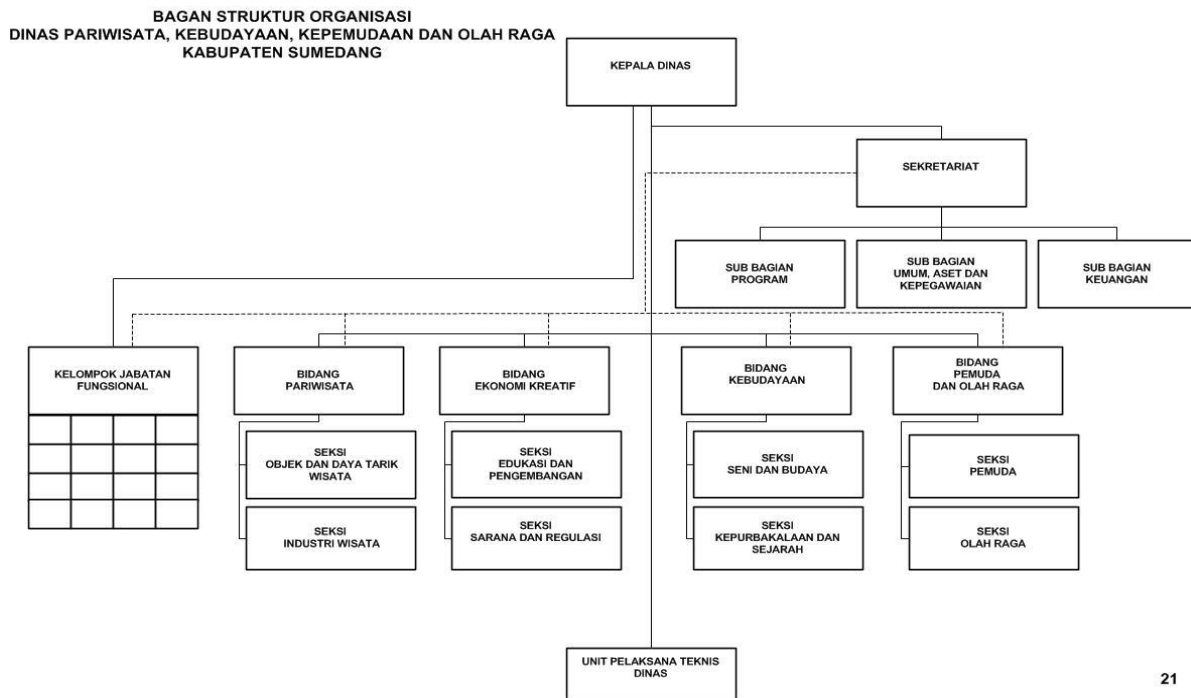 BAGAN STRUKTUR ORGANISASI
DINAS PARIWISATA, KEBUDAYAAN, KEPEMUDAAN DAN OLAH RAGA
KABUPATEN SUMEDANG
KEPALA DINAS
SEKRETARIAT
SUB BAGIAN
PROGRAM
SUB BAGIAN
UMUM, ASET DAN
KEPEGAWAIAN
SUB BAGIAN
KEUANGAN
KELOMPOK JABATAN
FUNGSIONAL
BIDANG
PARIWISATA
BIDANG
EKONOMI KREATIF
BIDANG
KEBUDAYAAN
BIDANG
PEMUDA
DAN OLAH RAGA
SEKSI
OBJEK DAN DAYA TARIK
WISATA
SEKSI
EDUKASI DAN
PENGEMBANGAN
SEKSI
SENI DAN BUDAYA
SEKSI
PEMUDA
SEKSI
INDUSTRI WISATA
SEKSI
SARANA DAN REGULASI
SEKSI
KEPURBAKALAAN DAN
SEJARAH
SEKSI
OLAH RAGA
UNIT PELAKSANA TEKNIS
DINAS
21